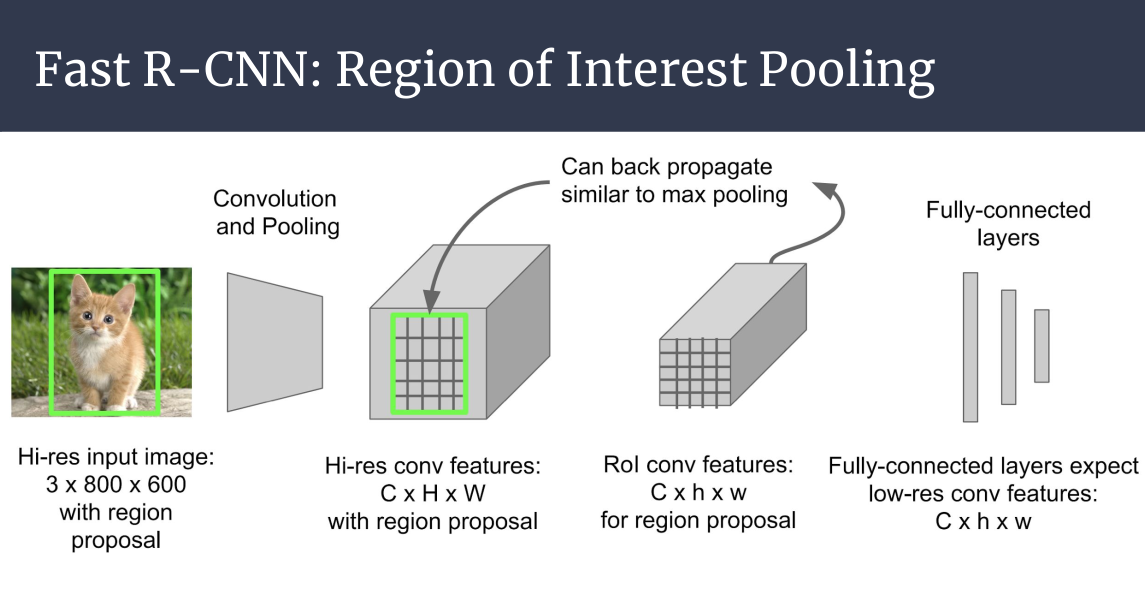 Fast R-CNN: Region of Interest Pooling
Can back propagate
similar to max pooling
Convolution
and Pooling
Fully-connected
layers
Hi-res input image:
3 x 800 x 600
with region
proposal
Hi-res conv features:
C x H x W
with region proposal
RoI conv features:
C x h x w
for region proposal
Fully-connected layers expect
low-res conv features:
C x h x w